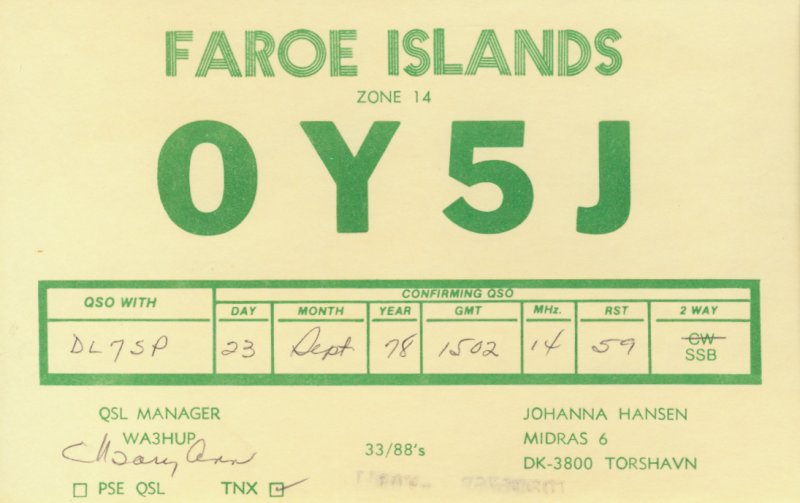 FAROE ISLANDS
ZONE 14
OY5J
QSO WITH
CONFIRMING QSO
DAY MONTH YEAR GMT MHz. RST 2 WAY
DL7SP 23 Sept 78 1502 14 59 CW
SSB
QSL MANAGER
WA3HUP
Mary Ann
33/88's
JOHANNA HANSEN
MIDRAS 6
DK-3800 TORSHAVN
PSE QSL TNX